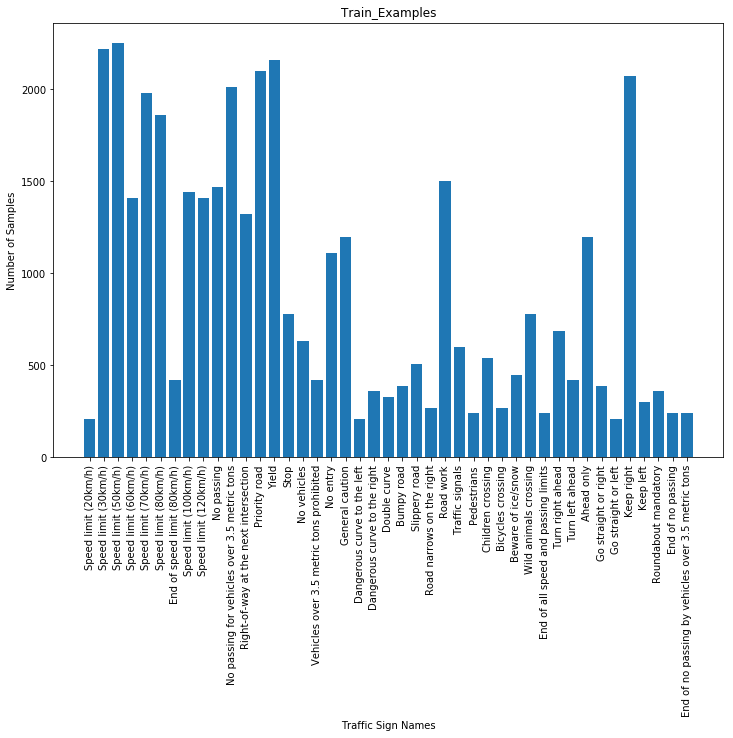 Train_Examples
Number of Samples
2000
1500
1000
500
0
Speed limit (20km/h)
Speed limit (30km/h)
Speed limit (50km/h)
Speed limit (60km/h)
Speed limit (70km/h)
Speed limit (80km/h)
End of speed limit (80km/h)
Speed limit (100km/h)
Speed limit (120km/h)
No passing
No passing for vehicles over 3.5 metric tons
Right-of-way at the next intersection
Priority road
Yield
Stop
No vehicles
Vehicles over 3.5 metric tons prohibited
No entry
General caution
Dangerous curve to the left
Dangerous curve to the right
Double curve
Bumpy road
Slippery road
Road narrows on the right
Road work
Traffic signals
Pedestrians
Children crossing
Bicycles crossing
Beware of ice/snow
Wild animals crossing
End of all speed and passing limits
Turn right ahead
Turn left ahead
Ahead only
Go straight or right
Go straight or left
Keep right
Keep left
Roundabout mandatory
End of no passing
End of no passing by vehicles over 3.5 metric tons
Traffic Sign Names